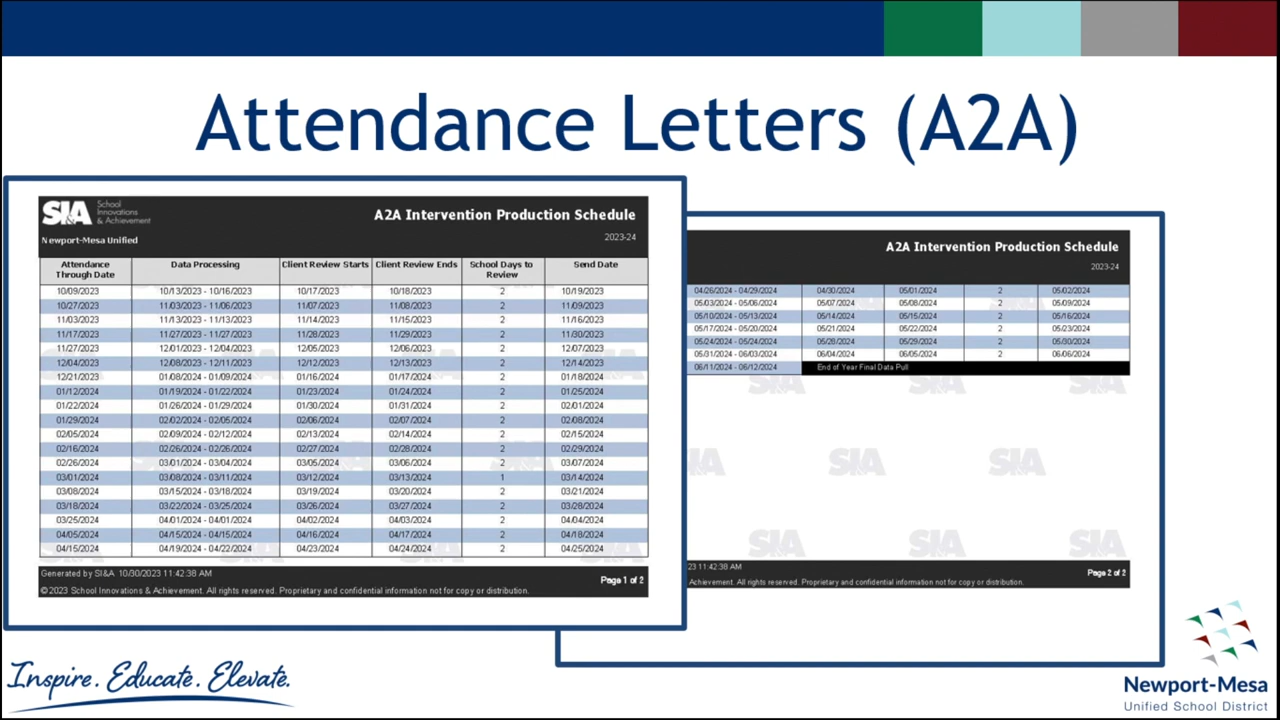 Attendance Letters (A2A)
SI&A School Innovations & Achievement
A2A Intervention Production Schedule
Newport-Mesa Unified
2023-24
Attendance Through Date Data Processing Client Review Starts Client Review Ends School Days to Review Send Date
10/09/2023 10/13/2023 - 10/16/2023 10/17/2023 10/18/2023 2 10/19/2023
10/27/2023 11/03/2023 - 11/06/2023 11/07/2023 11/08/2023 2 11/09/2023
11/03/2023 11/13/2023 - 11/13/2023 11/14/2023 11/15/2023 2 11/16/2023
11/17/2023 11/27/2023 - 11/27/2023 11/28/2023 11/29/2023 2 11/30/2023
11/27/2023 12/01/2023 - 12/04/2023 12/05/2023 12/06/2023 2 12/07/2023
12/04/2023 12/08/2023 - 12/11/2023 12/12/2023 12/13/2023 2 12/14/2023
12/21/2023 01/08/2024 - 01/09/2024 01/16/2024 01/17/2024 2 01/18/2024
01/12/2024 01/19/2024 - 01/22/2024 01/23/2024 01/24/2024 2 01/25/2024
01/22/2024 01/26/2024 - 01/29/2024 01/30/2024 01/31/2024 2 02/01/2024
01/29/2024 02/02/2024 - 02/05/2024 02/06/2024 02/07/2024 2 02/08/2024
02/05/2024 02/09/2024 - 02/12/2024 02/13/2024 02/14/2024 2 02/15/2024
02/16/2024 02/26/2024 - 02/26/2024 02/27/2024 02/28/2024 2 02/29/2024
02/26/2024 03/01/2024 - 03/04/2024 03/05/2024 03/06/2024 2 03/07/2024
03/01/2024 03/08/2024 - 03/11/2024 03/12/2024 03/13/2024 1 03/14/2024
03/08/2024 03/15/2024 - 03/18/2024 03/19/2024 03/20/2024 2 03/21/2024
03/18/2024 03/22/2024 - 03/25/2024 03/26/2024 03/27/2024 2 03/28/2024
03/25/2024 04/01/2024 - 04/01/2024 04/02/2024 04/03/2024 2 04/04/2024
04/05/2024 04/15/2024 - 04/15/2024 04/16/2024 04/17/2024 2 04/18/2024
04/15/2024 04/19/2024 - 04/22/2024 04/23/2024 04/24/2024 2 04/25/2024
Generated by SI&A 10/30/2023 11:42:38 AM
Page 1 of 2
©2023 School Innovations & Achievement. All rights reserved. Proprietary and confidential information not for copy or distribution.
A2A Intervention Production Schedule
2023-24
04/26/2024 - 04/29/2024 04/30/2024 05/01/2024 2 05/02/2024
05/03/2024 - 05/06/2024 05/07/2024 05/08/2024 2 05/09/2024
05/10/2024 - 05/13/2024 05/14/2024 05/15/2024 2 05/16/2024
05/17/2024 - 05/20/2024 05/21/2024 05/22/2024 2 05/23/2024
05/24/2024 - 05/24/2024 05/28/2024 05/29/2024 2 05/30/2024
05/31/2024 - 06/03/2024 06/04/2024 06/05/2024 2 06/06/2024
06/11/2024 - 06/12/2024 End of Year Final Data Pull
23 11:42:38 AM
Page 2 of 2
Achievement. All rights reserved. Proprietary and confidential information not for copy or distribution.
Inspire. Educate. Elevate.
Newport-Mesa
Unified School District